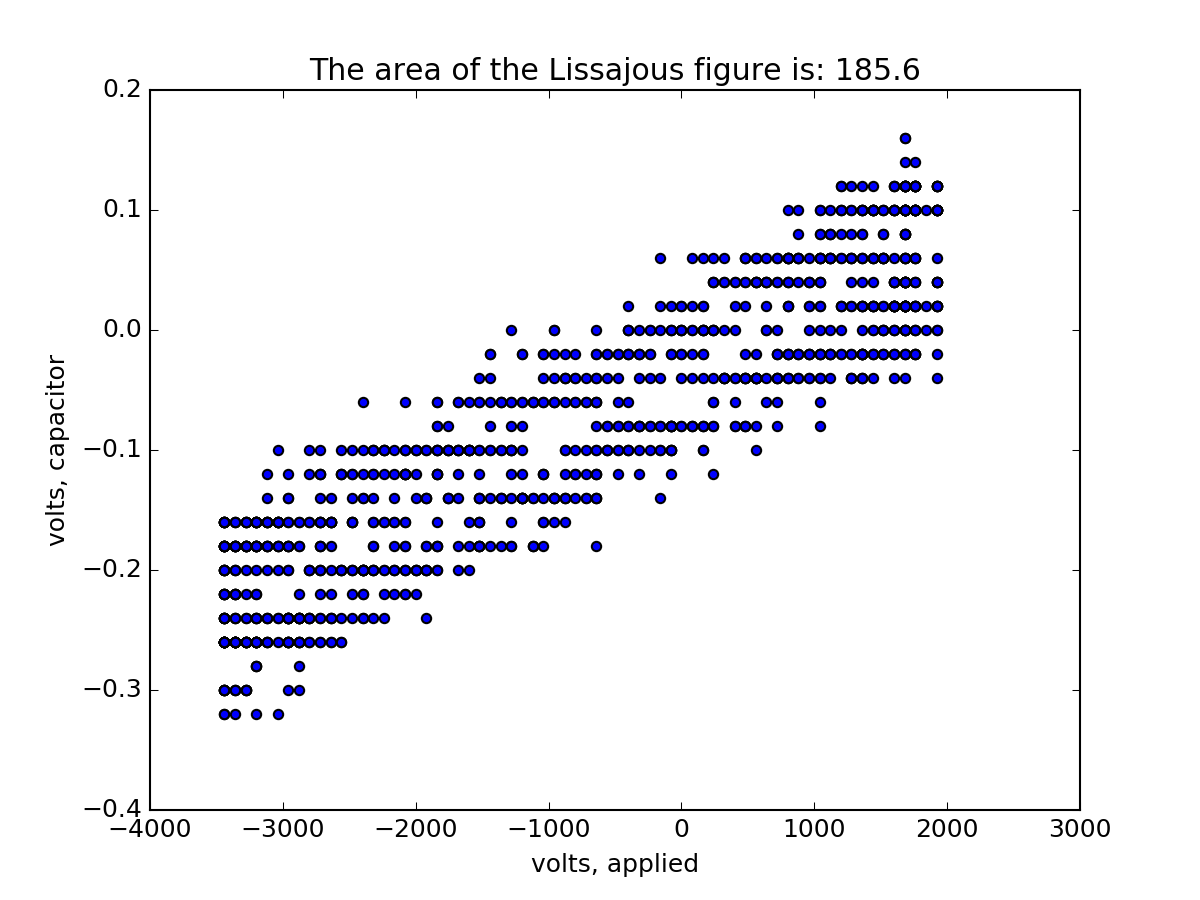 The area of the Lissajous figure is: 185.6
0.2
0.1
0.0
−0.1
−0.2
−0.3
−0.4
volts, capacitor
−4000 −3000 −2000 −1000 0 1000 2000 3000
volts, applied